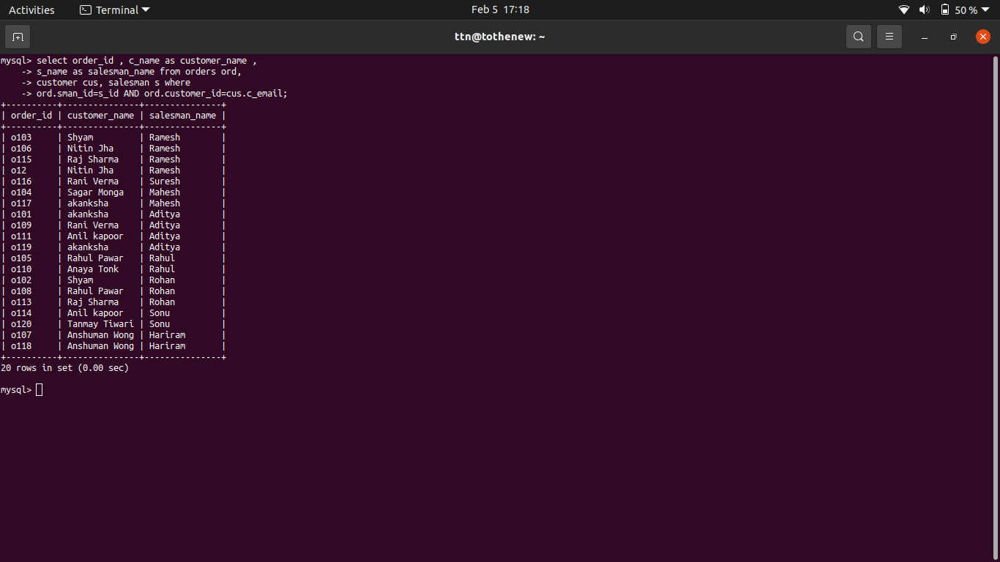 Activities Terminal Feb 5 17:18 50 %
ttn@tothenew: ~
mysql> select order_id , c_name as customer_name ,
    -> s_name as salesman_name from orders ord,
    -> customer cus, salesman s where
    -> ord.sman_id=s_id AND ord.customer_id=cus.c_email;
+----------+---------------+---------------+
| order_id | customer_name | salesman_name |
+----------+---------------+---------------+
| o103     | Shyam         | Ramesh        |
| o106     | Nitin Jha     | Ramesh        |
| o115     | Raj Sharma    | Ramesh        |
| o12      | Nitin Jha     | Ramesh        |
| o116     | Rani Verma    | Suresh        |
| o104     | Sagar Monga   | Mahesh        |
| o117     | akanksha      | Mahesh        |
| o101     | akanksha      | Aditya        |
| o109     | Rani Verma    | Aditya        |
| o111     | Anil kapoor   | Aditya        |
| o119     | akanksha      | Aditya        |
| o105     | Rahul Pawar   | Rahul         |
| o110     | Anaya Tonk    | Rahul         |
| o102     | Shyam         | Rohan         |
| o108     | Rahul Pawar   | Rohan         |
| o113     | Raj Sharma    | Rohan         |
| o114     | Anil kapoor   | Sonu          |
| o120     | Tanmay Tiwari | Sonu          |
| o107     | Anshuman Wong | Hariram       |
| o118     | Anshuman Wong | Hariram       |
+----------+---------------+---------------+
20 rows in set (0.00 sec)
mysql>